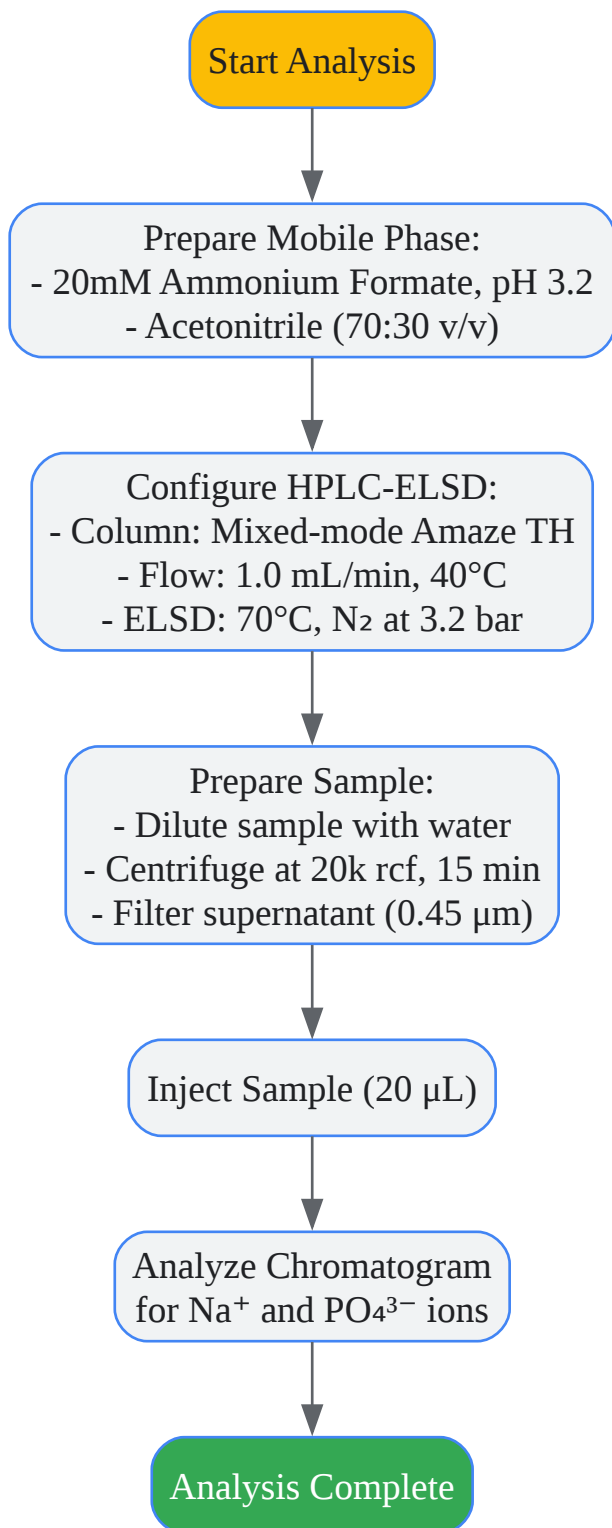 Start Analysis
Prepare Mobile Phase:
- 20mM Ammonium Formate, pH 3.2
- Acetonitrile (70:30 v/v)
Configure HPLC-ELSD:
- Column: Mixed-mode Amaze TH
- Flow: 1.0 mL/min, 40°C
- ELSD: 70°C, N₂ at 3.2 bar
Prepare Sample:
- Dilute sample with water
- Centrifuge at 20k rcf, 15 min
- Filter supernatant (0.45 μm)
Inject Sample (20 μL)
Analyze Chromatogram
for Na⁺ and PO₄³⁻ ions
Analysis Complete